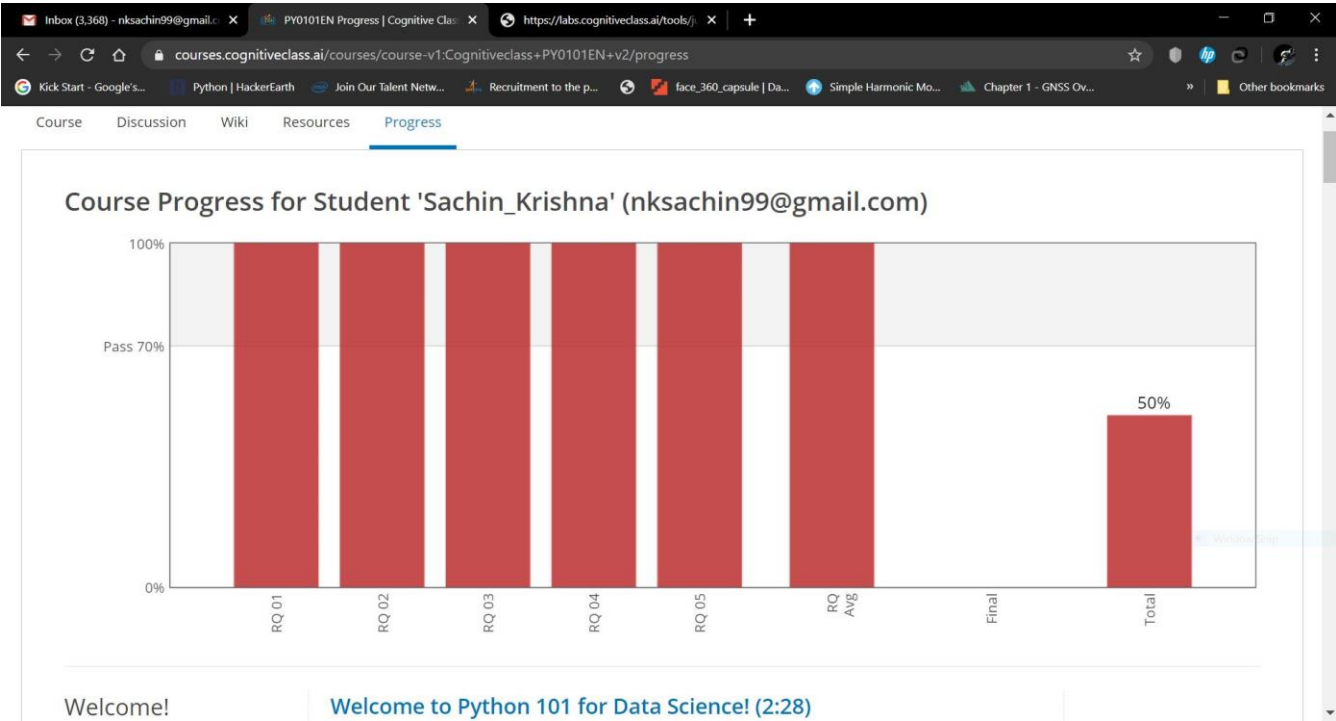 Inbox (3,368) - nksachin99@gmail.c
PY0101EN Progress | Cognitive Clas
https://labs.cognitiveclass.ai/tools/j
courses.cognitiveclass.ai/courses/course-v1:Cognitiveclass+PY0101EN+v2/progress
Kick Start - Google's...
Python | HackerEarth
Join Our Talent Netw...
Recruitment to the p...
face_360_capsule | Da...
Simple Harmonic Mo...
Chapter 1 - GNSS Ov...
»
Other bookmarks
Course
Discussion
Wiki
Resources
Progress
Course Progress for Student 'Sachin_Krishna' (nksachin99@gmail.com)
100%
Pass 70%
50%
0%
RQ 01
RQ 02
RQ 03
RQ 04
RQ 05
RQ
Avg
Final
Total
Welcome!
Welcome to Python 101 for Data Science! (2:28)